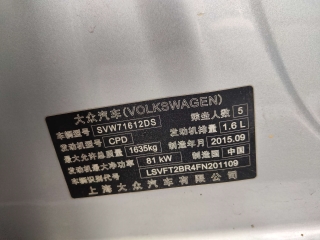 大众汽车(VOLKSWAGEN)
车辆型号 SVW71612DS 乘坐人数 5
发动机型号 CPD 发动机排量 1.6 L
最大允许总质量 1635kg 制造年月 2015.09
发动机最大净功率 81 kW 制造国 中国
车辆识别代号 LSVFT2BR4FN201109
上海大众汽车有限公司